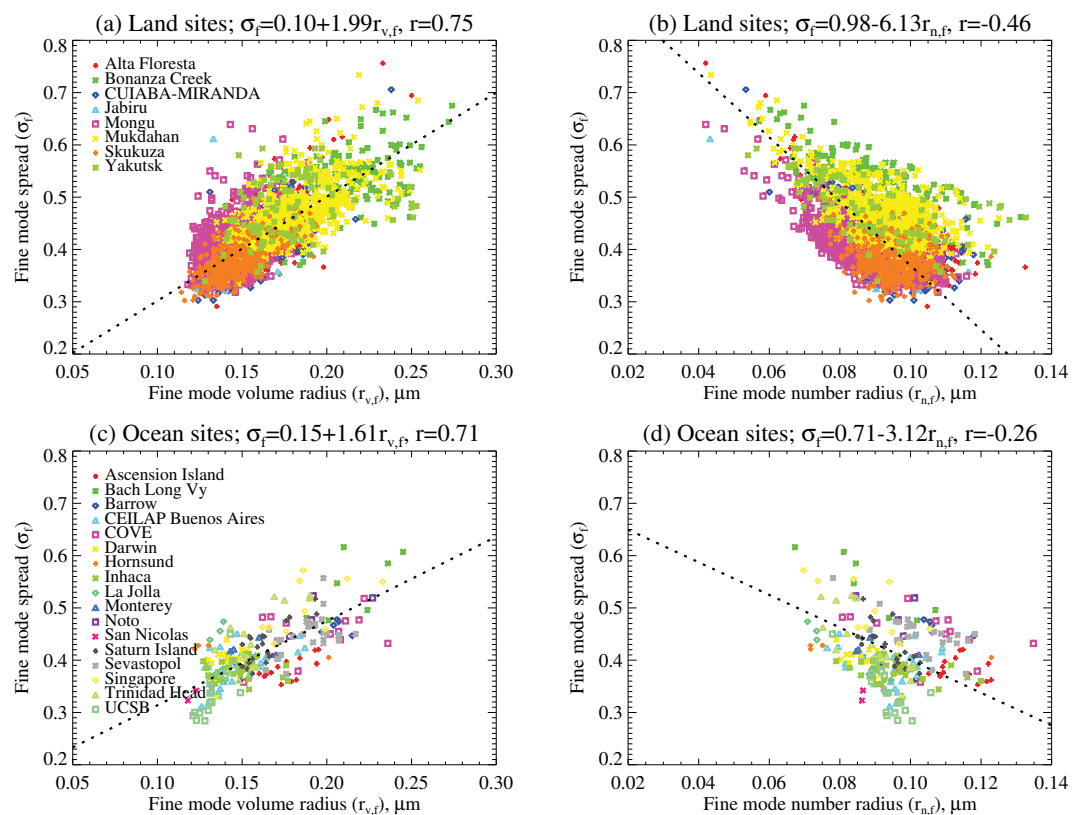 (a) Land sites; σf=0.10+1.99rv,f, r=0.75
Fine mode spread (σf)
0.8
0.7
0.6
0.5
0.4
0.3
0.2
Alta Floresta
Bonanza Creek
CUIABA-MIRANDA
Jabiru
Mongu
Mukdahan
Skukuza
Yakutsk
0.05 0.10 0.15 0.20 0.25 0.30
Fine mode volume radius (rv,f), μm
(b) Land sites; σf=0.98-6.13rn,f, r=-0.46
Fine mode spread (σf)
0.8
0.7
0.6
0.5
0.4
0.3
0.2
0.02 0.04 0.06 0.08 0.10 0.12 0.14
Fine mode number radius (rn,f), μm
(c) Ocean sites; σf=0.15+1.61rv,f, r=0.71
Fine mode spread (σf)
0.8
0.7
0.6
0.5
0.4
0.3
0.2
Ascension Island
Bach Long Vy
Barrow
CEILAP Buenos Aires
COVE
Darwin
Hornsund
Inhaca
La Jolla
Monterey
Noto
San Nicolas
Saturn Island
Sevastopol
Singapore
Trinidad Head
UCSB
0.05 0.10 0.15 0.20 0.25 0.30
Fine mode volume radius (rv,f), μm
(d) Ocean sites; σf=0.71-3.12rn,f, r=-0.26
Fine mode spread (σf)
0.8
0.7
0.6
0.5
0.4
0.3
0.2
0.02 0.04 0.06 0.08 0.10 0.12 0.14
Fine mode number radius (rn,f), μm